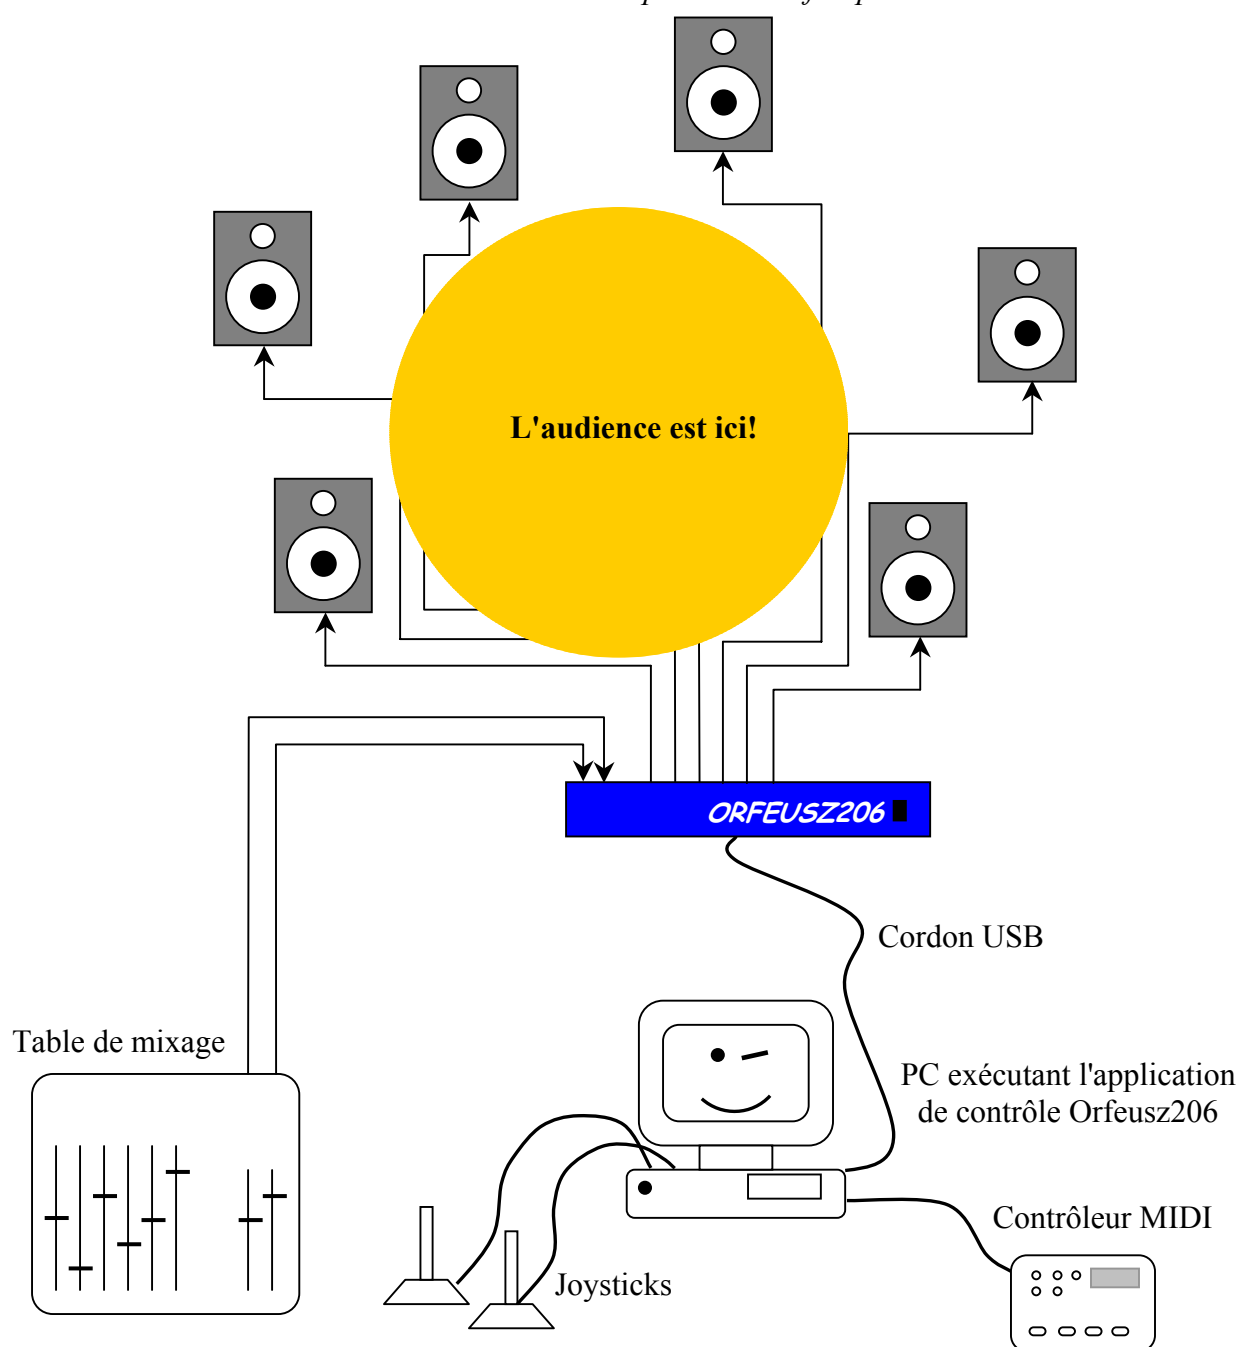 L'audience est ici!
ORFEUSZ206
Cordon USB
Table de mixage
PC exécutant l'application
de contrôle Orfeusz206
Contrôleur MIDI
Joysticks